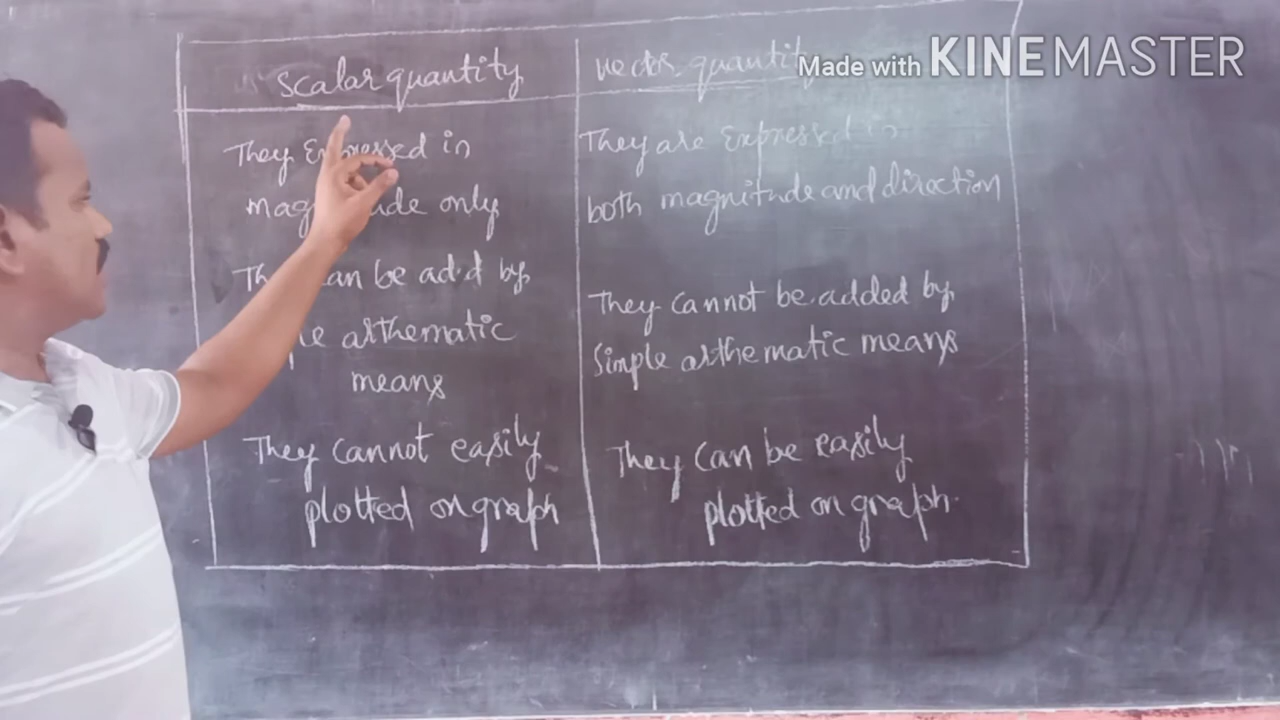 Made with KINEMASTER
scalar quantity
They Expressed in
magnitude only
They can be added by
arthematic
means
They cannot easily
plotted on graph
vector quantity
They are Expressed in
both magnitude and direction
They cannot be added by
Simple arthematic means
They can be easily
plotted on graph.